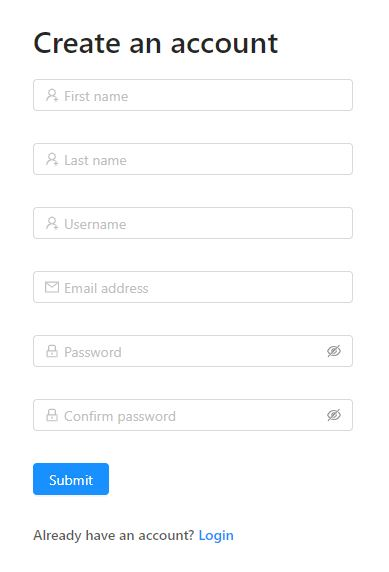 Create an account
First name
Last name
Username
Email address
Password
Confirm password
Submit
Already have an account? Login